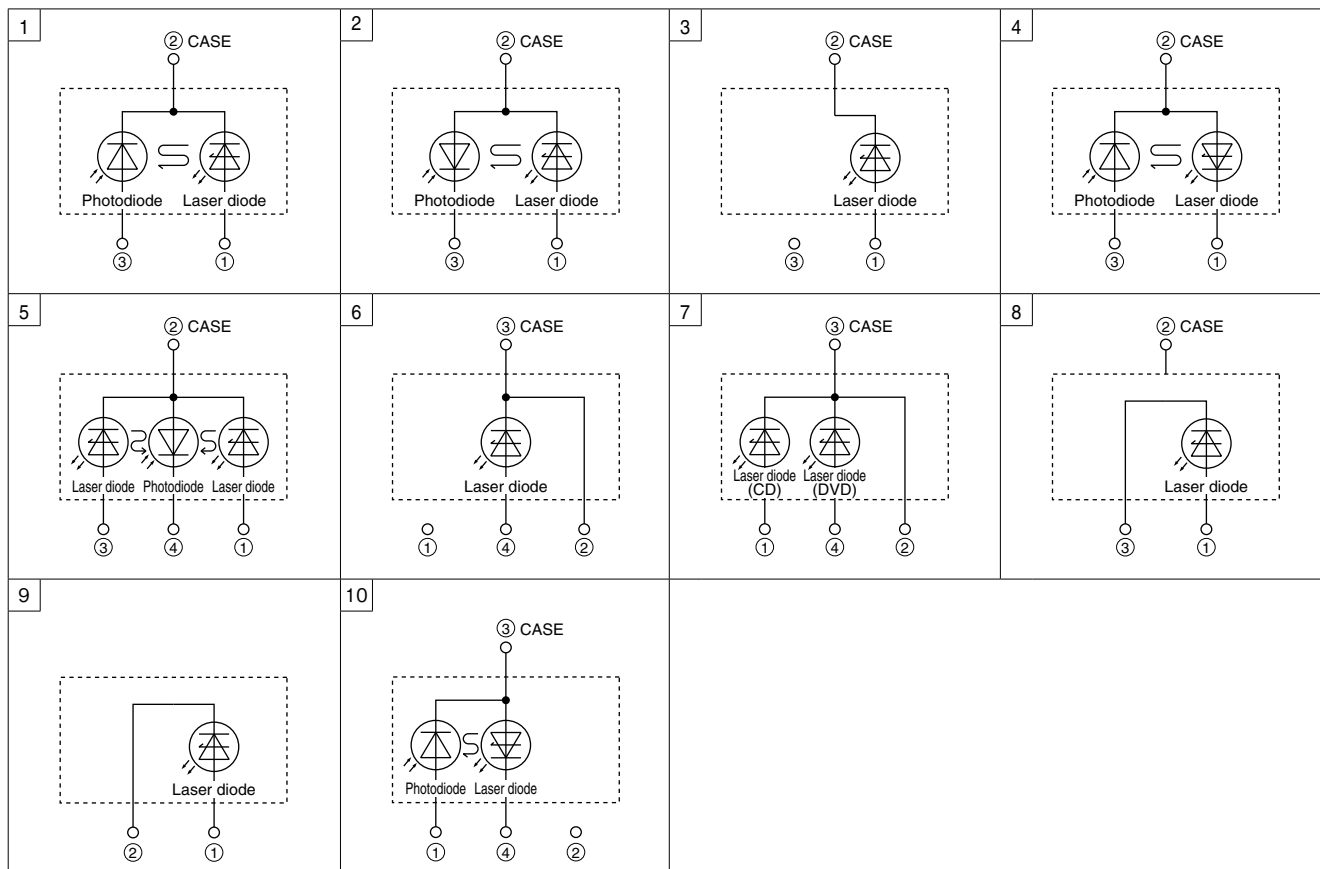 1
② CASE
Photodiode Laser diode
③ ①
2
② CASE
Photodiode Laser diode
③ ①
3
② CASE
Laser diode
③ ①
4
② CASE
Photodiode Laser diode
③ ①
5
② CASE
Laser diode Photodiode Laser diode
③ ④ ①
6
③ CASE
Laser diode
① ④ ②
7
③ CASE
Laser diode Laser diode
(CD) (DVD)
① ④ ②
8
② CASE
Laser diode
③ ①
9
Laser diode
② ①
10
③ CASE
Photodiode Laser diode
① ④ ②